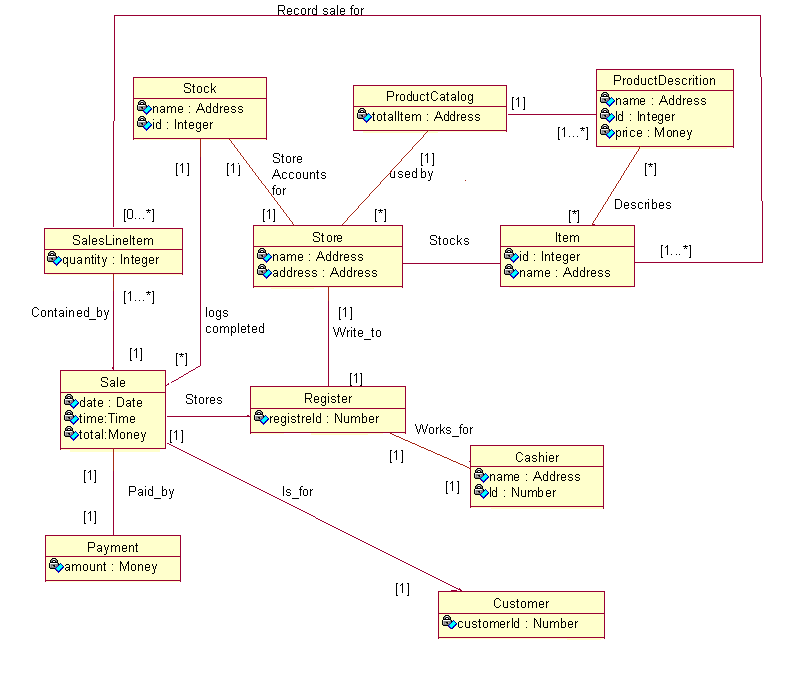 Record sale for
Stock
name : Address
id : Integer
ProductCatalog
totalItem : Address
ProductDescrition
name : Address
Id : Integer
price : Money
[1]
[1...*]
[1]
[1]
Store
Accounts
for
[1]
used by
[*]
[*]
Describes
[0...*]
[1]
[*]
[*]
SalesLineItem
quantity : Integer
Store
name : Address
address : Address
Stocks
Item
id : Integer
name : Address
[1...*]
[1...*]
Contained_by
logs
completed
[1]
Write_to
[1]
[*]
[1]
Sale
date : Date
time:Time
total:Money
Stores
Register
registreId : Number
[1]
Works_for
[1]
[1]
Cashier
name : Address
Id : Number
[1]
Paid_by
[1]
Is_for
Payment
amount : Money
[1]
Customer
customerId : Number